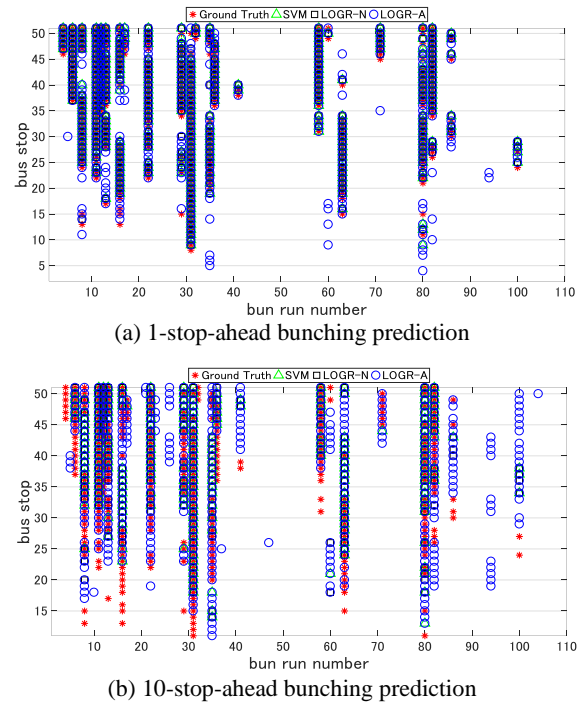 Ground Truth SVM LOGR-N LOGR-A
50
45
40
35
30
25
20
15
10
5
bus stop
10 20 30 40 50 60 70 80 90 100 110
bun run number
(a) 1-stop-ahead bunching prediction
Ground Truth SVM LOGR-N LOGR-A
50
45
40
35
30
25
20
15
bus stop
10 20 30 40 50 60 70 80 90 100 110
bun run number
(b) 10-stop-ahead bunching prediction